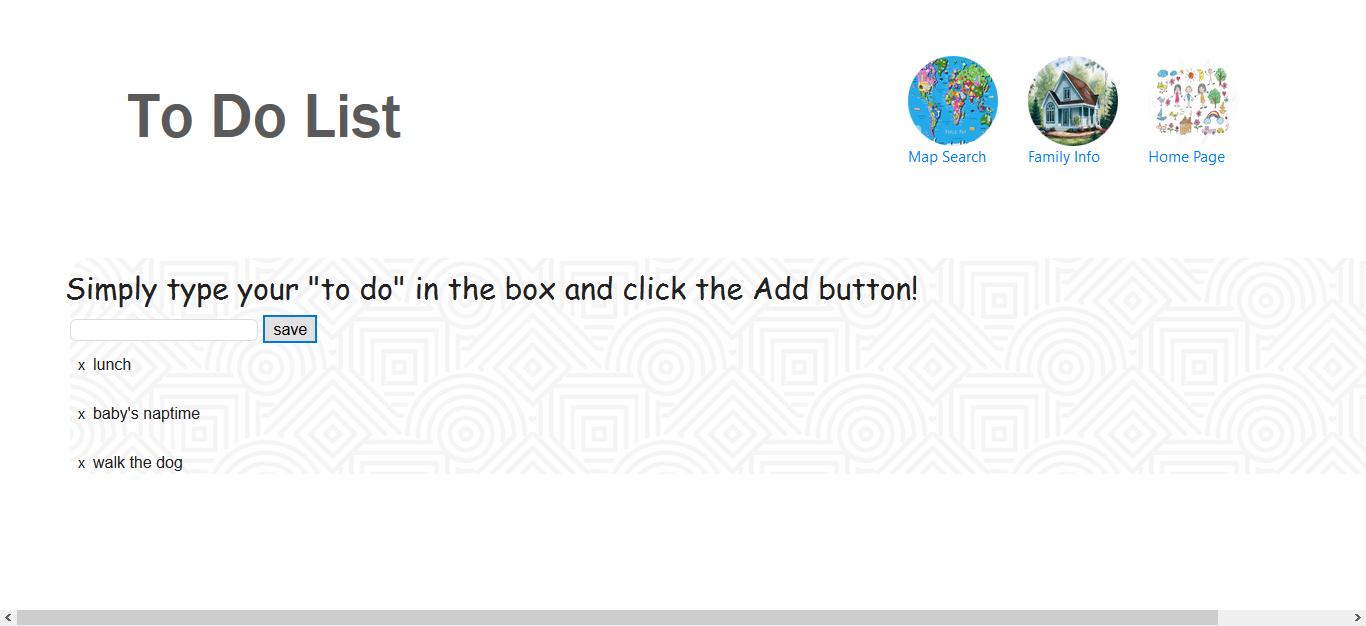 To Do List
Map Search
Family Info
Home Page
Simply type your "to do" in the box and click the Add button!
save
x lunch
x baby's naptime
x walk the dog